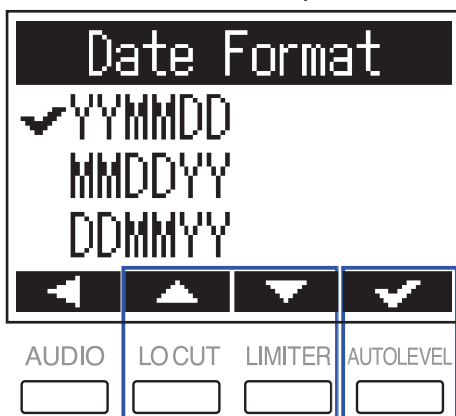 Date Format
YYMMDD
MMDDYY
DDMMYY
AUDIO LO CUT LIMITER AUTOLEVEL